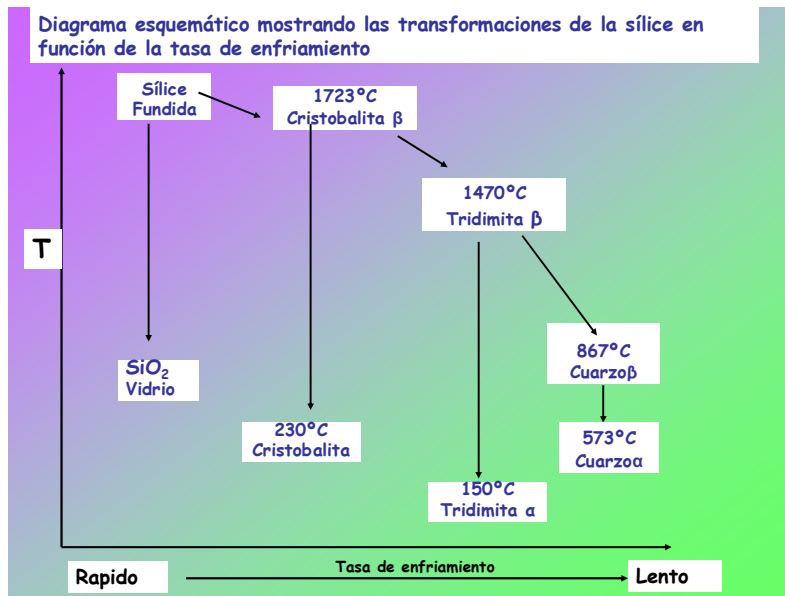 Diagrama esquemático mostrando las transformaciones de la sílice en
función de la tasa de enfriamiento
Sílice
Fundida
1723ºC
Cristobalita β
1470ºC
Tridimita β
T
867ºC
Cuarzoβ
SiO₂
Vidrio
230ºC
Cristobalita
573ºC
Cuarzoα
150ºC
Tridimita α
Rapido
Tasa de enfriamiento
Lento